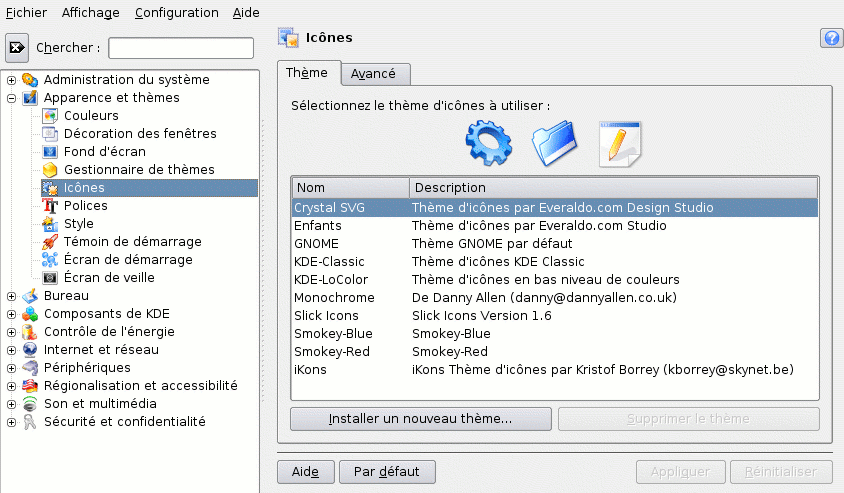 Fichier Affichage Configuration Aide
Chercher :
Administration du système
Apparence et thèmes
Couleurs
Décoration des fenêtres
Fond d'écran
Gestionnaire de thèmes
Icônes
Polices
Style
Témoin de démarrage
Écran de démarrage
Écran de veille
Bureau
Composants de KDE
Contrôle de l'énergie
Internet et réseau
Périphériques
Régionalisation et accessibilité
Son et multimédia
Sécurité et confidentialité
Icônes
Thème Avancé
Sélectionnez le thème d'icônes à utiliser :
Nom Description
Crystal SVG Thème d'icônes par Everaldo.com Design Studio
Enfants Thème d'icônes par Everaldo.com Studio
GNOME Thème GNOME par défaut
KDE-Classic Thème d'icônes KDE Classic
KDE-LoColor Thème d'icônes en bas niveau de couleurs
Monochrome De Danny Allen (danny@dannyallen.co.uk)
Slick Icons Slick Icons Version 1.6
Smokey-Blue Smokey-Blue
Smokey-Red Smokey-Red
iKons iKons Thème d'icônes par Kristof Borrey (kborrey@skynet.be)
Installer un nouveau thème... Supprimer le thème
Aide Par défaut Appliquer Réinitialiser